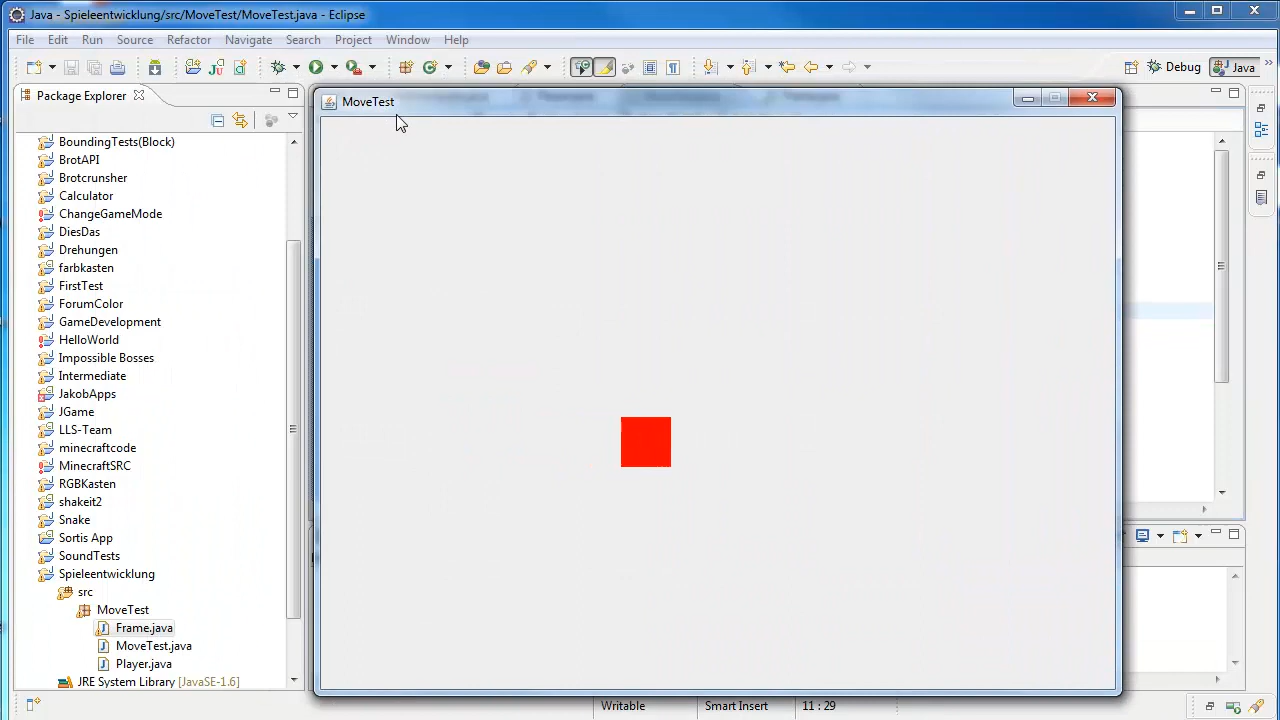 Java - Spieleentwicklung/src/MoveTest/MoveTest.java - Eclipse
File Edit Run Source Refactor Navigate Search Project Window Help
Debug Java
Package Explorer
MoveTest
BoundingTests(Block)
BrotAPI
Brotcrunsher
Calculator
ChangeGameMode
DiesDas
Drehungen
farbkasten
FirstTest
ForumColor
GameDevelopment
HelloWorld
Impossible Bosses
Intermediate
JakobApps
JGame
LLS-Team
minecraftcode
MinecraftSRC
RGBKasten
shakeit2
Snake
Sortis App
SoundTests
Spieleentwicklung
src
MoveTest
Frame.java
MoveTest.java
Player.java
JRE System Library [JavaSE-1.6]
Writable Smart Insert 11 : 29